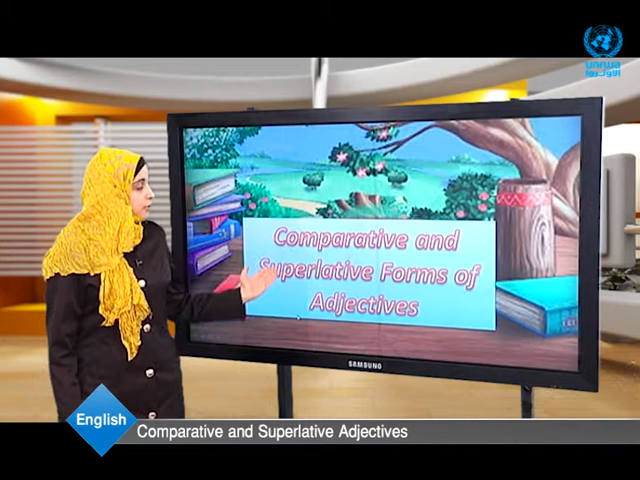 unrwa
الأونروا
Comparative and
Superlative Forms of
Adjectives
SAMSUNG
English
Comparative and Superlative Adjectives